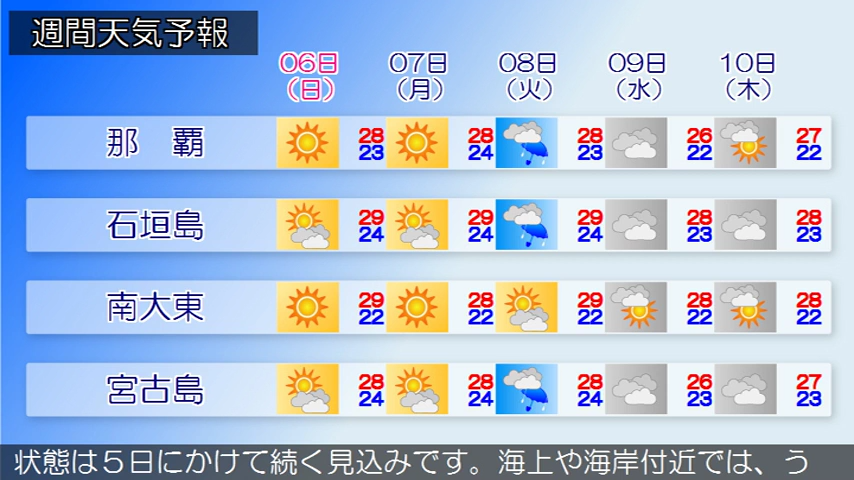 週間天気予報
06日 07日 08日 09日 10日
（日） （月） （火） （水） （木）
那　覇 28 23 28 24 28 23 26 22 27 22
石垣島 29 24 29 24 29 24 28 23 28 23
南大東 29 22 28 22 29 22 28 22 28 22
宮古島 28 24 28 24 28 24 26 23 27 23
状態は５日にかけて続く見込みです。海上や海岸付近では、う